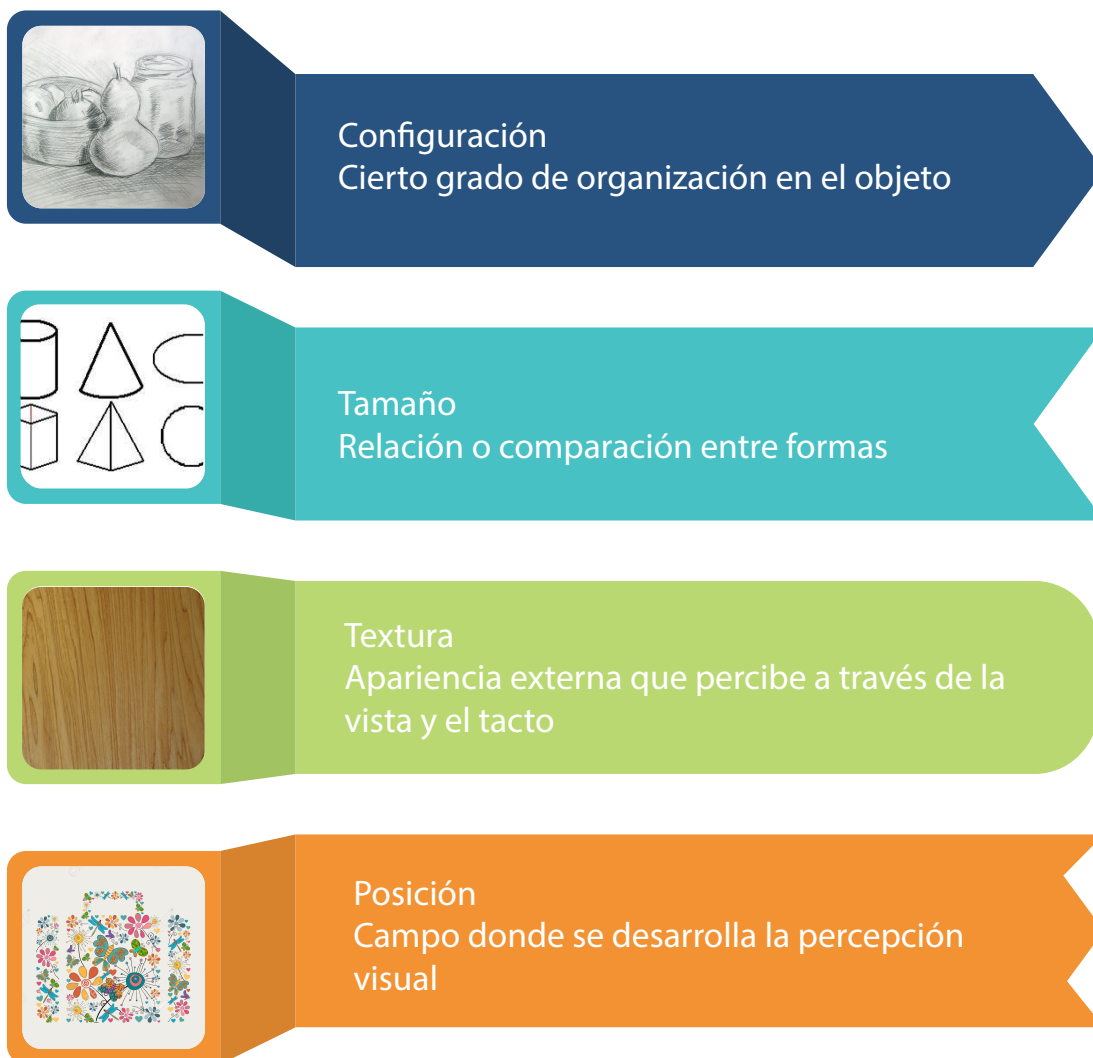 Configuración
Cierto grado de organización en el objeto
Tamaño
Relación o comparación entre formas
Textura
Apariencia externa que percibe a través de la
vista y el tacto
Posición
Campo donde se desarrolla la percepción
visual